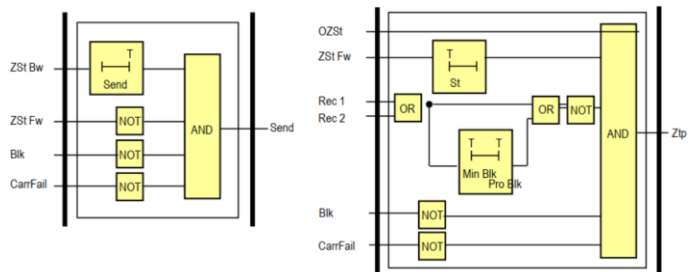 ZSt Bw
T
Send
ZSt Fw
NOT
Blk
NOT
CarrFail
NOT
AND
Send
OZSt
ZSt Fw
T
St
Rec 1
Rec 2
OR
T T
Min Blk
Pro Blk
OR
NOT
AND
Ztp
Blk
NOT
CarrFail
NOT